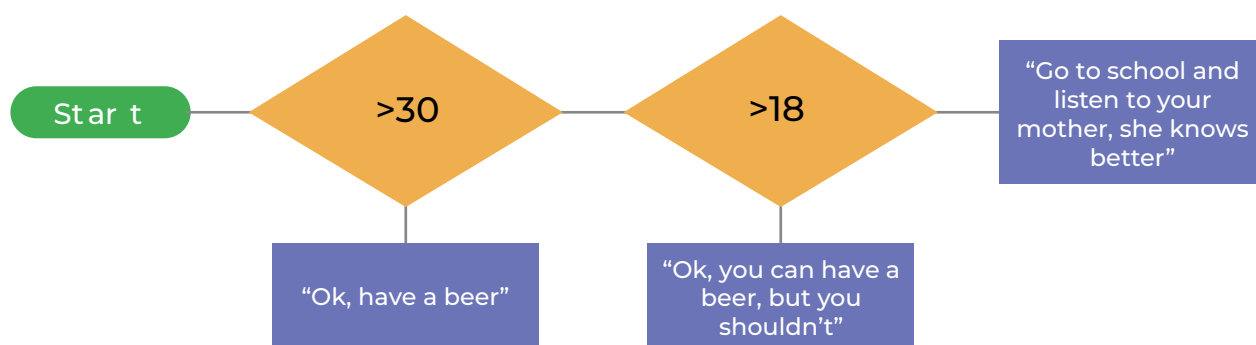 Star t
>30
>18
“Go to school and
listen to your
mother, she knows
better”
“Ok, have a beer”
“Ok, you can have a
beer, but you
shouldn’t”